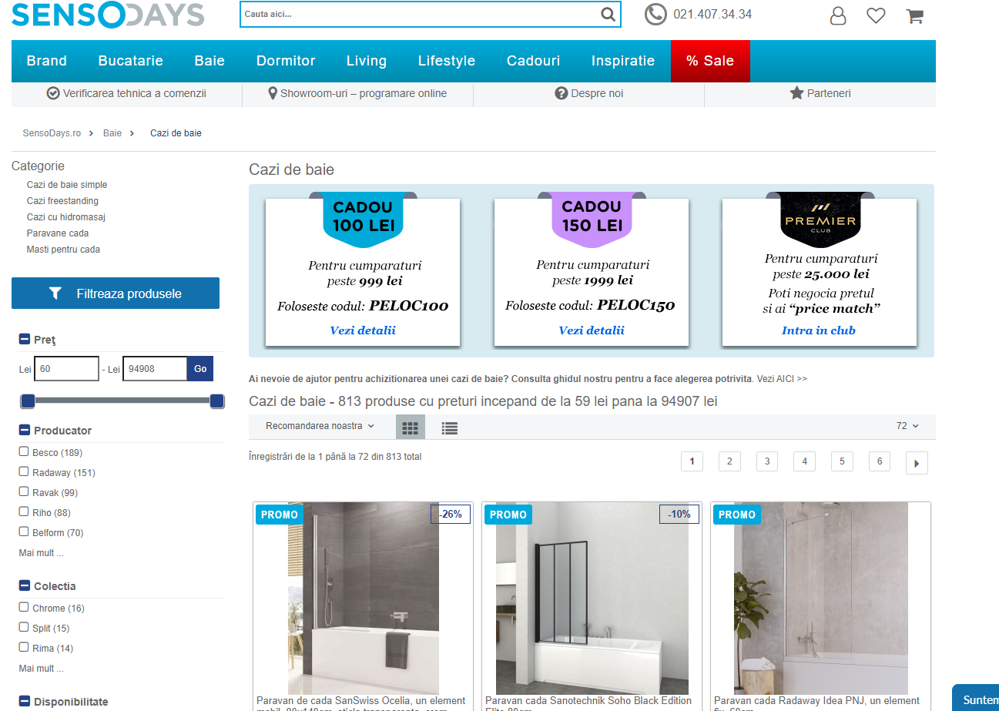 SENSODAYS
Cauta aici...
021.407.34.34
Brand Bucatarie Baie Dormitor Living Lifestyle Cadouri Inspiratie % Sale
Verificarea tehnica a comenzii Showroom-uri – programare online Despre noi Parteneri
SensoDays.ro > Baie > Cazi de baie
Categorie
Cazi de baie simple
Cazi freestanding
Cazi cu hidromasaj
Paravane cada
Masti pentru cada
Filtreaza produsele
Preţ
Lei 60 - Lei 94908 Go
Producator
Besco (189)
Radaway (151)
Ravak (99)
Riho (88)
Belform (70)
Mai mult ...
Colectia
Chrome (16)
Split (15)
Rima (14)
Mai mult ...
Disponibilitate
Cazi de baie
CADOU
100 LEI
Pentru cumparaturi
peste 999 lei
Foloseste codul: PELOC100
Vezi detalii
CADOU
150 LEI
Pentru cumparaturi
peste 1999 lei
Foloseste codul: PELOC150
Vezi detalii
PREMIER
CLUB
Pentru cumparaturi
peste 25.000 lei
Poti negocia pretul
si ai “price match”
Intra in club
Ai nevoie de ajutor pentru achizitionarea unei cazi de baie? Consulta ghidul nostru pentru a face alegerea potrivita. Vezi AICI >>
Cazi de baie - 813 produse cu preturi incepand de la 59 lei pana la 94907 lei
Recomandarea noastra 72
Înregistrări de la 1 până la 72 din 813 total
1 2 3 4 5 6
PROMO -26%
Paravan de cada SanSwiss Ocelia, un element
PROMO -10%
Paravan cada Sanotechnik Soho Black Edition
PROMO
Paravan cada Radaway Idea PNJ, un element
Suntem